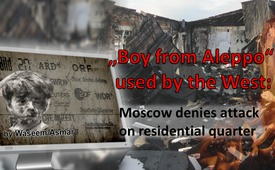 „Boy from Aleppo“
used by the West:
Moscow denies attack
on residential quarter
ARD
ORF
by Waseem Asmar